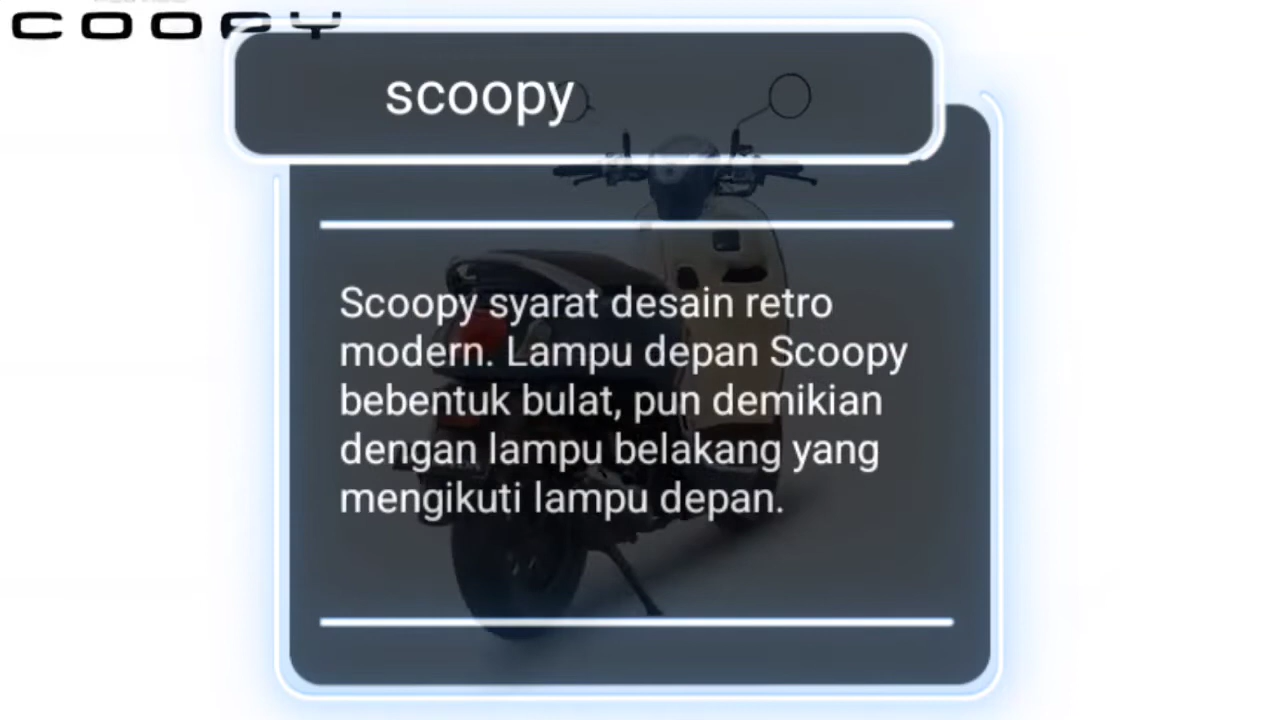 COOPY
scoopy
Scoopy syarat desain retro
modern. Lampu depan Scoopy
bebentuk bulat, pun demikian
dengan lampu belakang yang
mengikuti lampu depan.